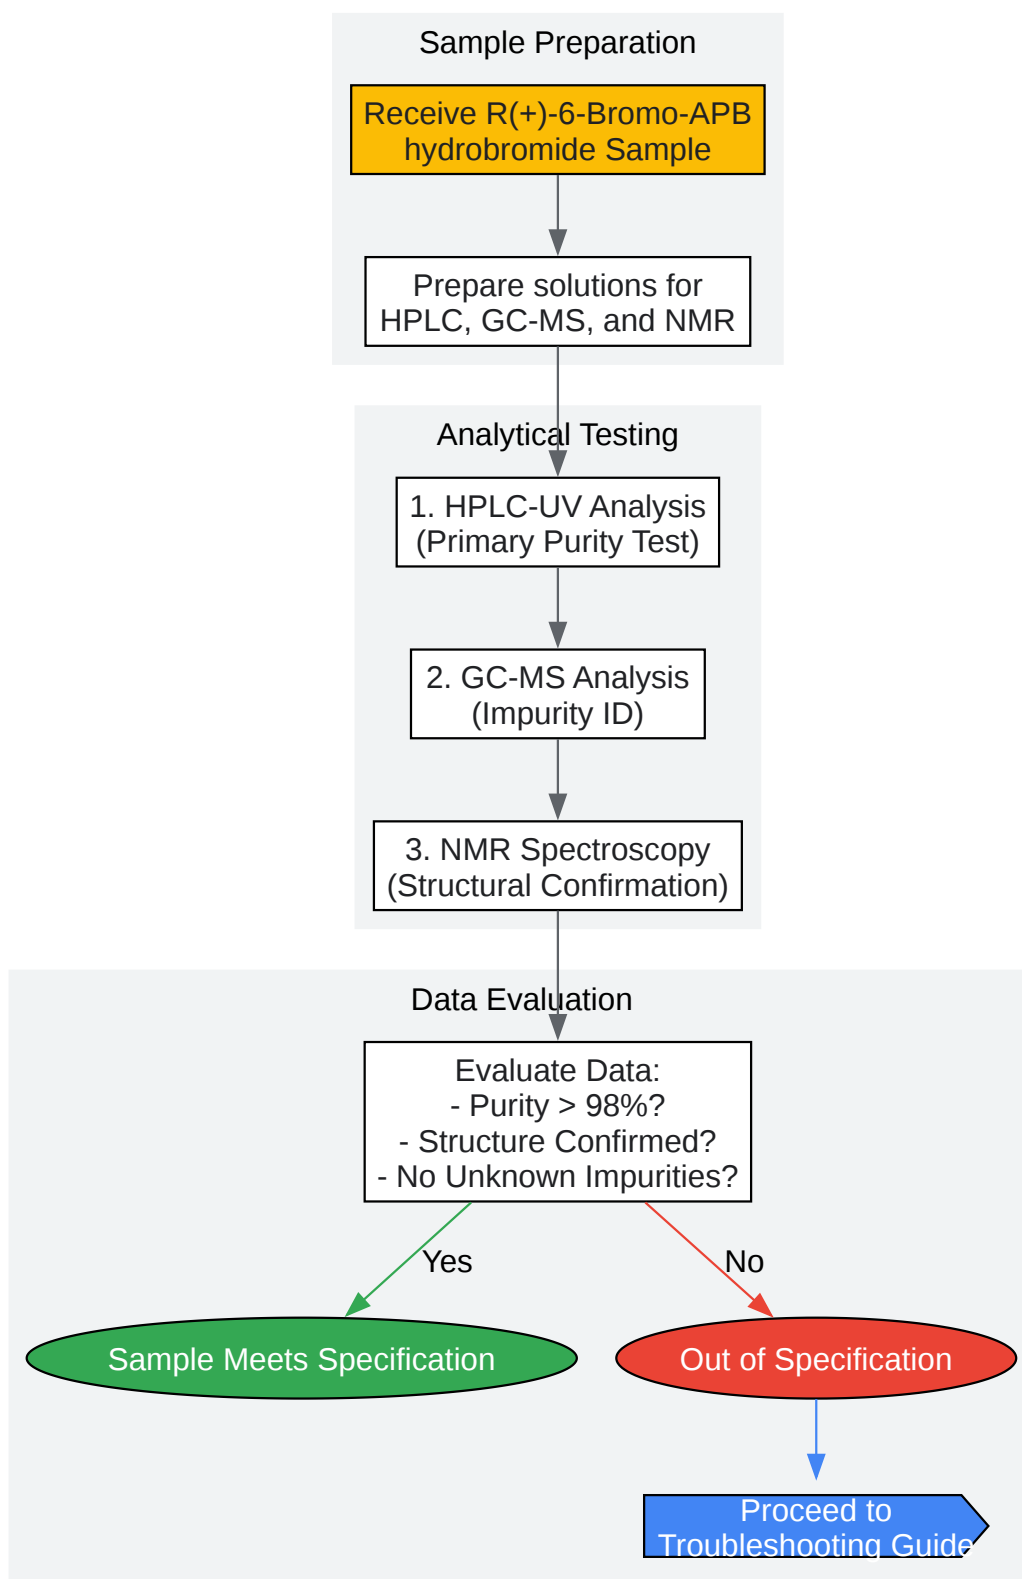 Sample Preparation
Receive R(+)-6-Bromo-APB
hydrobromide Sample
Prepare solutions for
HPLC, GC-MS, and NMR
Analytical Testing
1. HPLC-UV Analysis
(Primary Purity Test)
2. GC-MS Analysis
(Impurity ID)
3. NMR Spectroscopy
(Structural Confirmation)
Data Evaluation
Evaluate Data:
- Purity > 98%?
- Structure Confirmed?
- No Unknown Impurities?
Yes
No
Sample Meets Specification
Out of Specification
Proceed to
Troubleshooting Guide